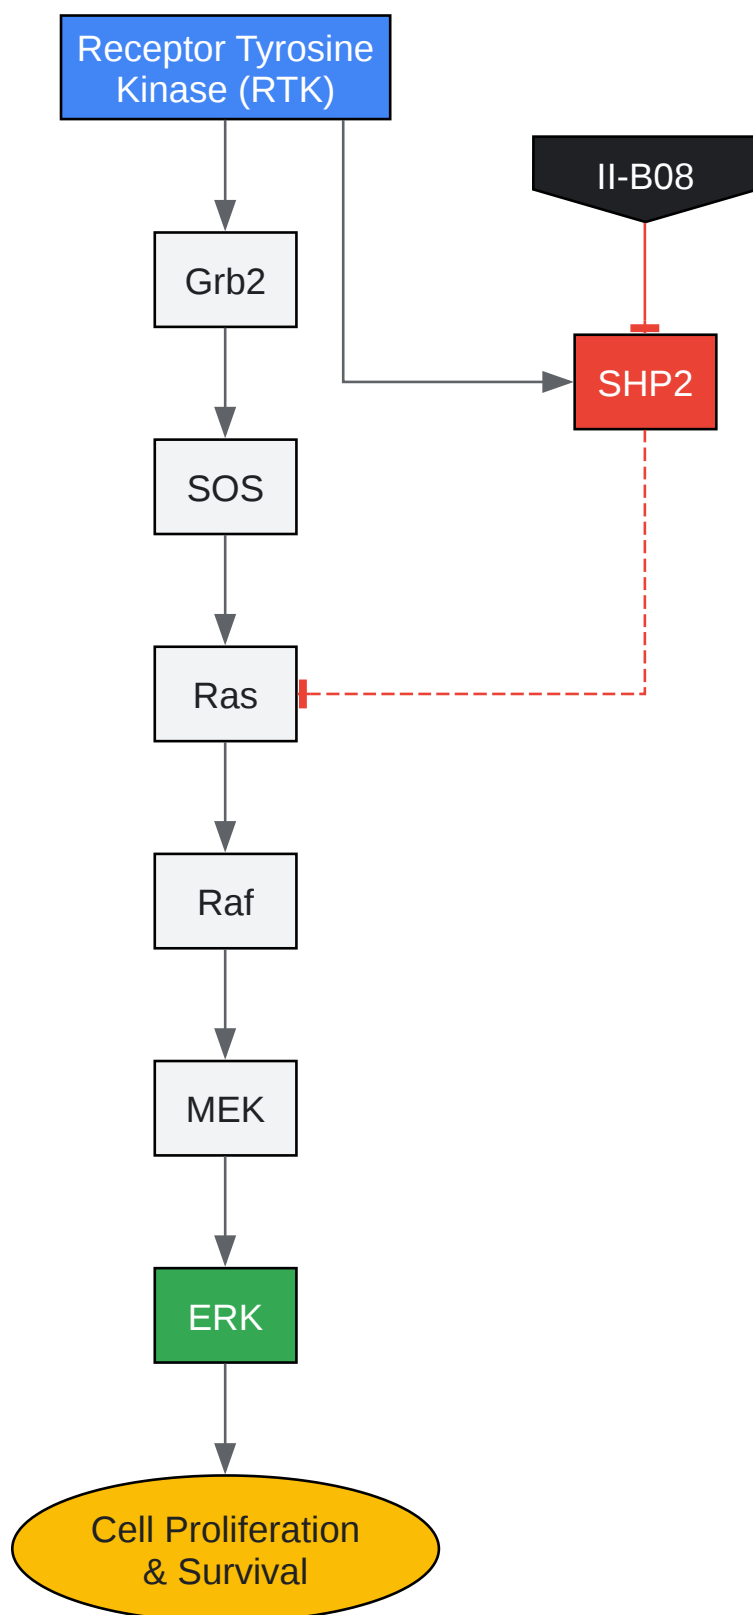 Receptor Tyrosine
Kinase (RTK)
II-B08
Grb2
SHP2
SOS
Ras
Raf
MEK
ERK
Cell Proliferation
& Survival